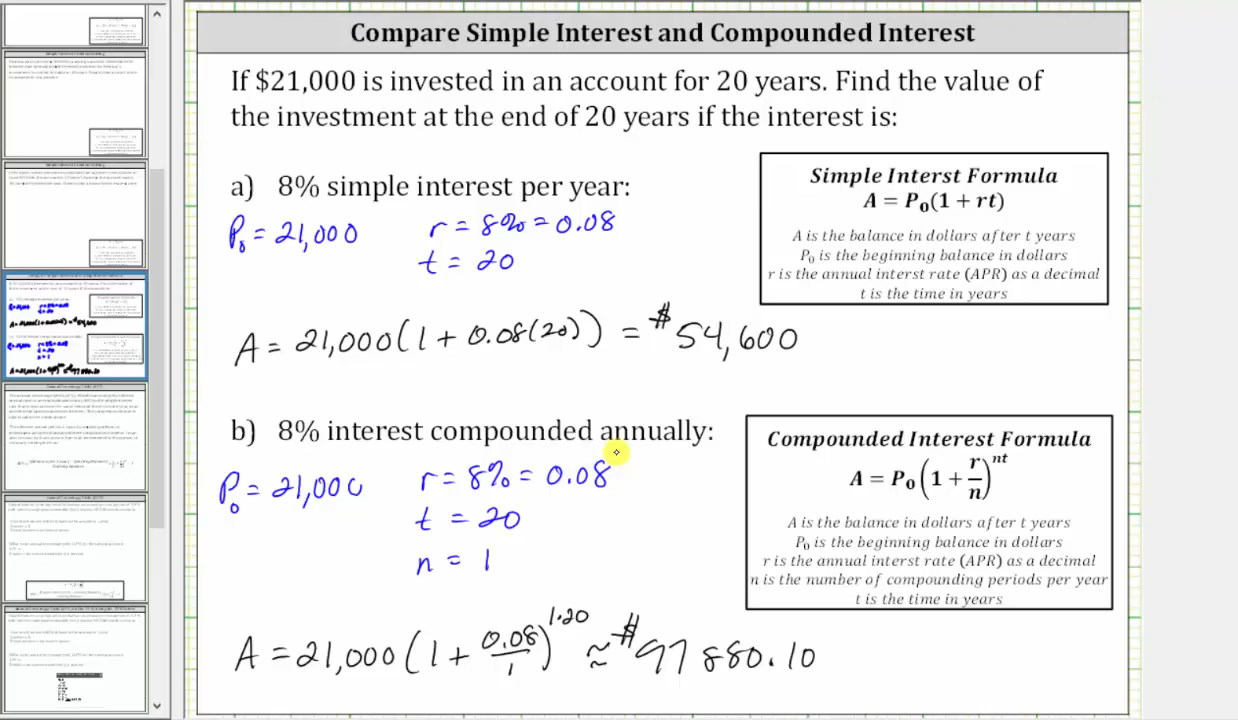 Compare Simple Interest and Compounded Interest
If $21,000 is invested in an account for 20 years. Find the value of
the investment at the end of 20 years if the interest is:
a) 8% simple interest per year:
P₀ = 21,000 r = 8% = 0.08
t = 20
A = 21,000(1 + 0.08(20)) = $54,600
Simple Interst Formula
A = P₀(1 + rt)
A is the balance in dollars after t years
P₀ is the beginning balance in dollars
r is the annual interst rate (APR) as a decimal
t is the time in years
b) 8% interest compounded annually:
P₀ = 21,000 r = 8% = 0.08
t = 20
n = 1
A = 21,000(1 + 0.08/1)^1·20 ≈ $97 880.10
Compounded Interest Formula
A = P₀(1 + r/n)^nt
A is the balance in dollars after t years
P₀ is the beginning balance in dollars
r is the annual interst rate (APR) as a decimal
n is the number of compounding periods per year
t is the time in years